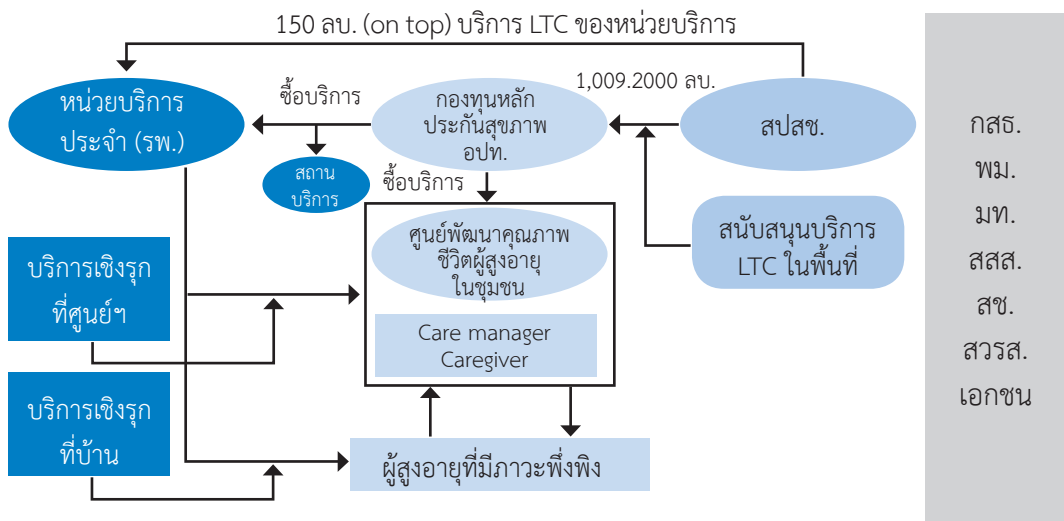 150 ลบ. (on top) บริการ LTC ของหน่วยบริการ
หน่วยบริการ
ประจำ (รพ.)
ซื้อบริการ
กองทุนหลัก
ประกันสุขภาพ
อปท.
1,009.2000 ลบ.
สปสช.
สถาน
บริการ
ซื้อบริการ
สนับสนุนบริการ
LTC ในพื้นที่
ศูนย์พัฒนาคุณภาพ
ชีวิตผู้สูงอายุ
ในชุมชน
Care manager
Caregiver
บริการเชิงรุก
ที่ศูนย์ฯ
บริการเชิงรุก
ที่บ้าน
ผู้สูงอายุที่มีภาวะพึ่งพิง
กสธ.
พม.
มท.
สสส.
สช.
สวรส.
เอกชน